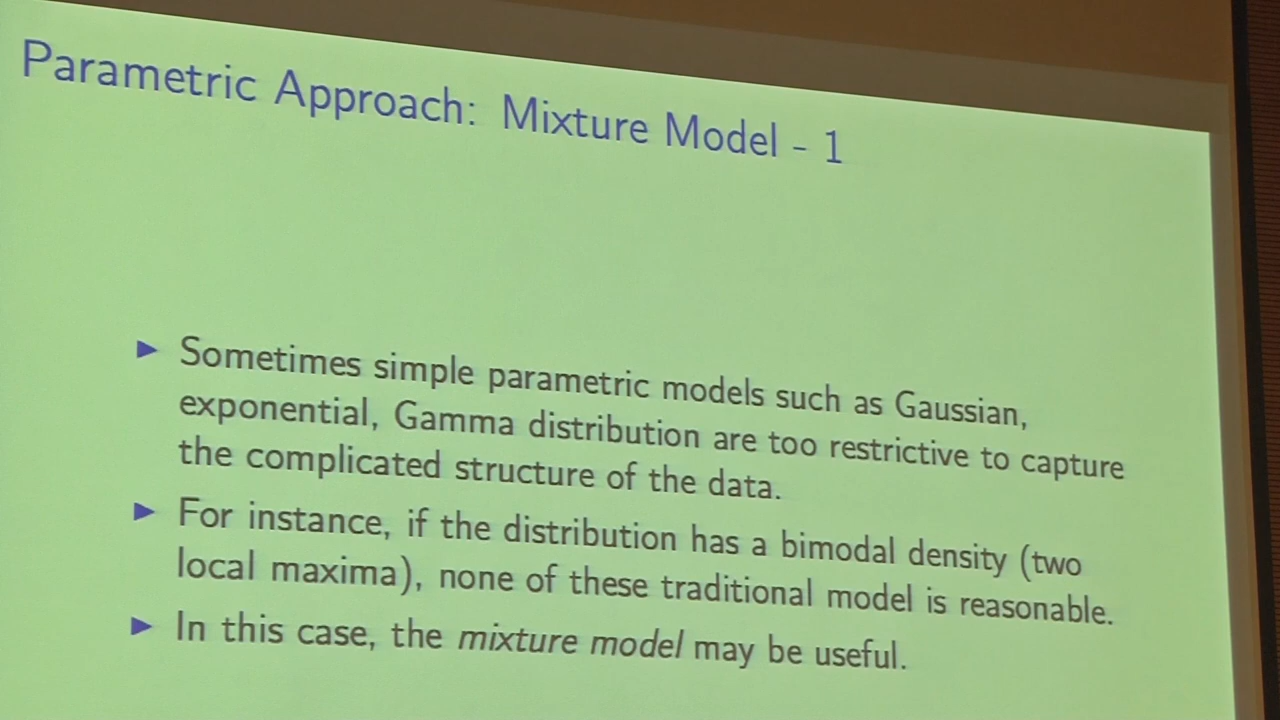 Parametric Approach: Mixture Model - 1
Sometimes simple parametric models such as Gaussian,
exponential, Gamma distribution are too restrictive to capture
the complicated structure of the data.
For instance, if the distribution has a bimodal density (two
local maxima), none of these traditional model is reasonable.
In this case, the mixture model may be useful.